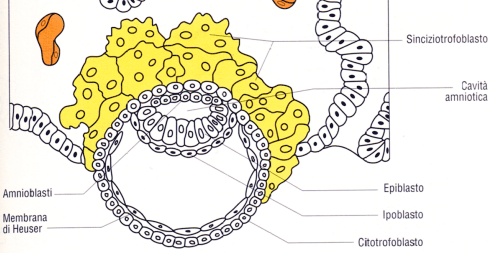 Sinciziotrofoblasto
Cavità
amniotica
Amnioblasti
Epiblasto
Membrana
di Heuser
Ipoblasto
Citotrofoblasto